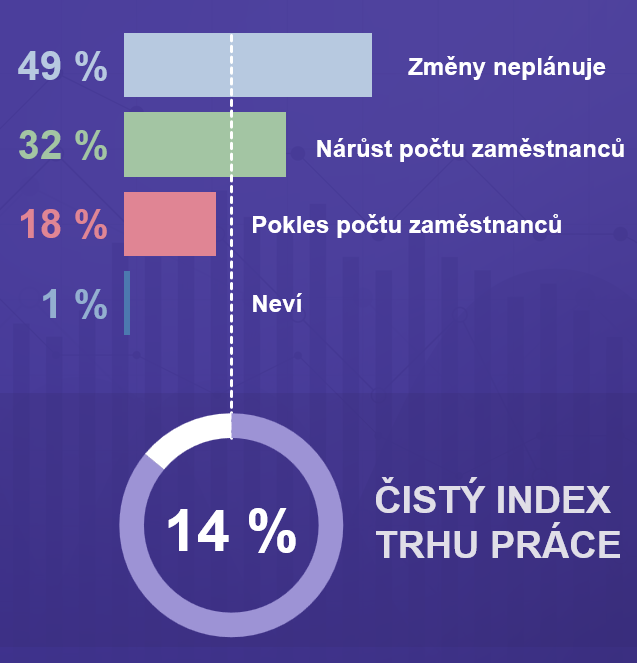 49 % Změny neplánuje
32 % Nárůst počtu zaměstnanců
18 % Pokles počtu zaměstnanců
1 % Neví
14 %
ČISTÝ INDEX
TRHU PRÁCE